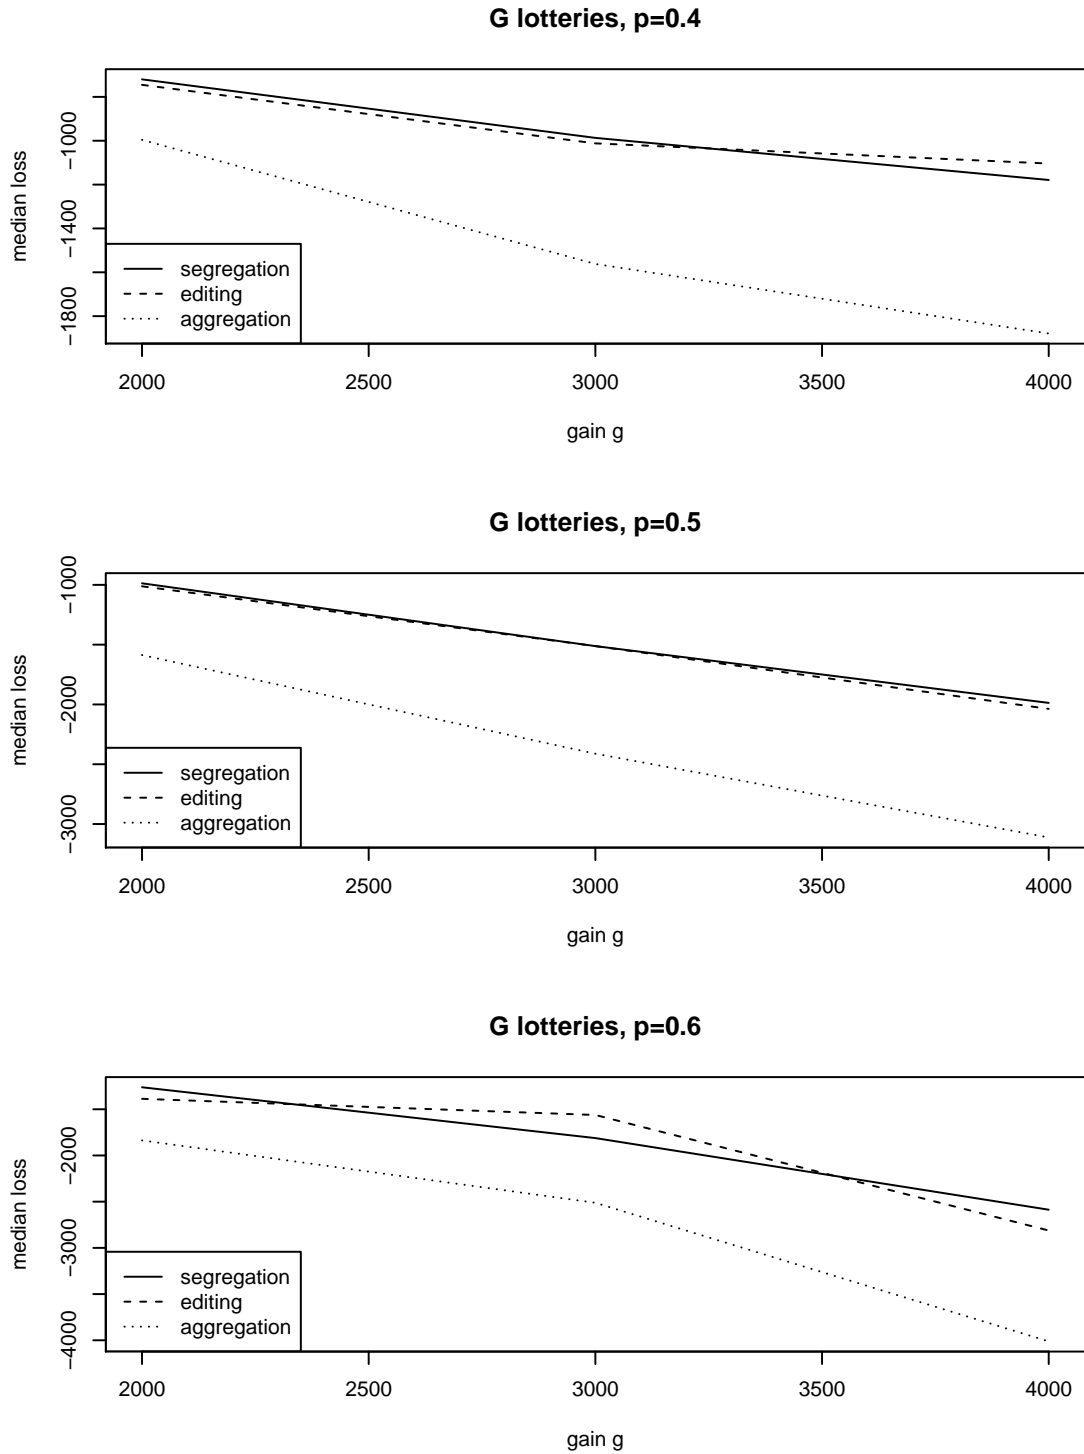 G lotteries, p=0.4
median loss
−1000
−1400
−1800
segregation
editing
aggregation
2000 2500 3000 3500 4000
gain g
G lotteries, p=0.5
median loss
−1000
−2000
−3000
segregation
editing
aggregation
2000 2500 3000 3500 4000
gain g
G lotteries, p=0.6
median loss
−2000
−3000
−4000
segregation
editing
aggregation
2000 2500 3000 3500 4000
gain g